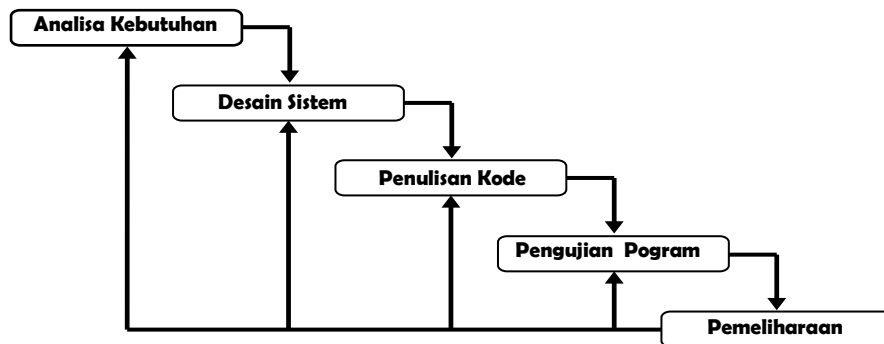 Analisa Kebutuhan
Desain Sistem
Penulisan Kode
Pengujian Pogram
Pemeliharaan